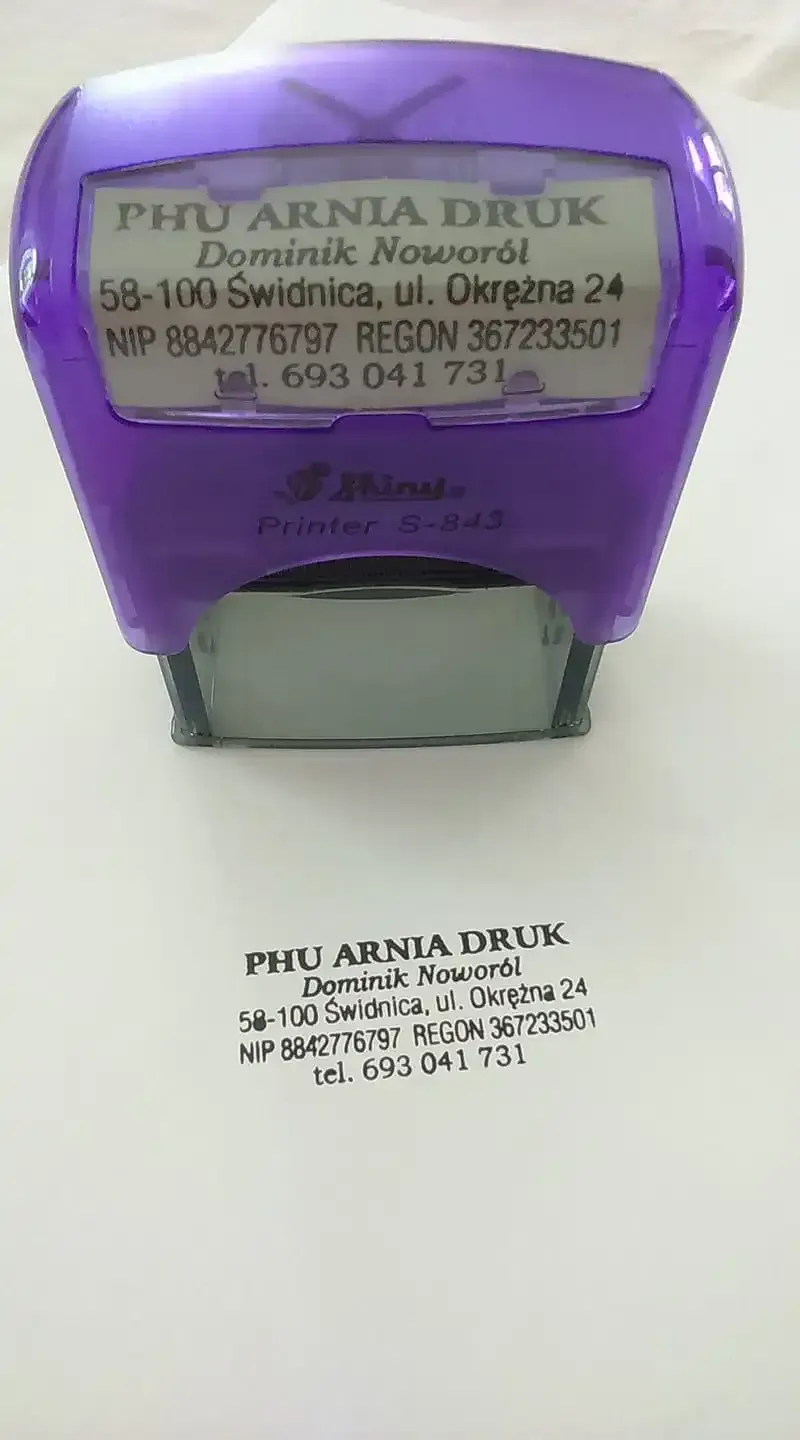 PHU ARNIA DRUK
Dominik Noworól
58-100 Świdnica, ul. Okrężna 24
NIP 8842776797 REGON 367233501
tel. 693 041 731
Shiny
Printer S-843
PHU ARNIA DRUK
Dominik Noworól
58-100 Świdnica, ul. Okrężna 24
NIP 8842776797 REGON 367233501
tel. 693 041 731